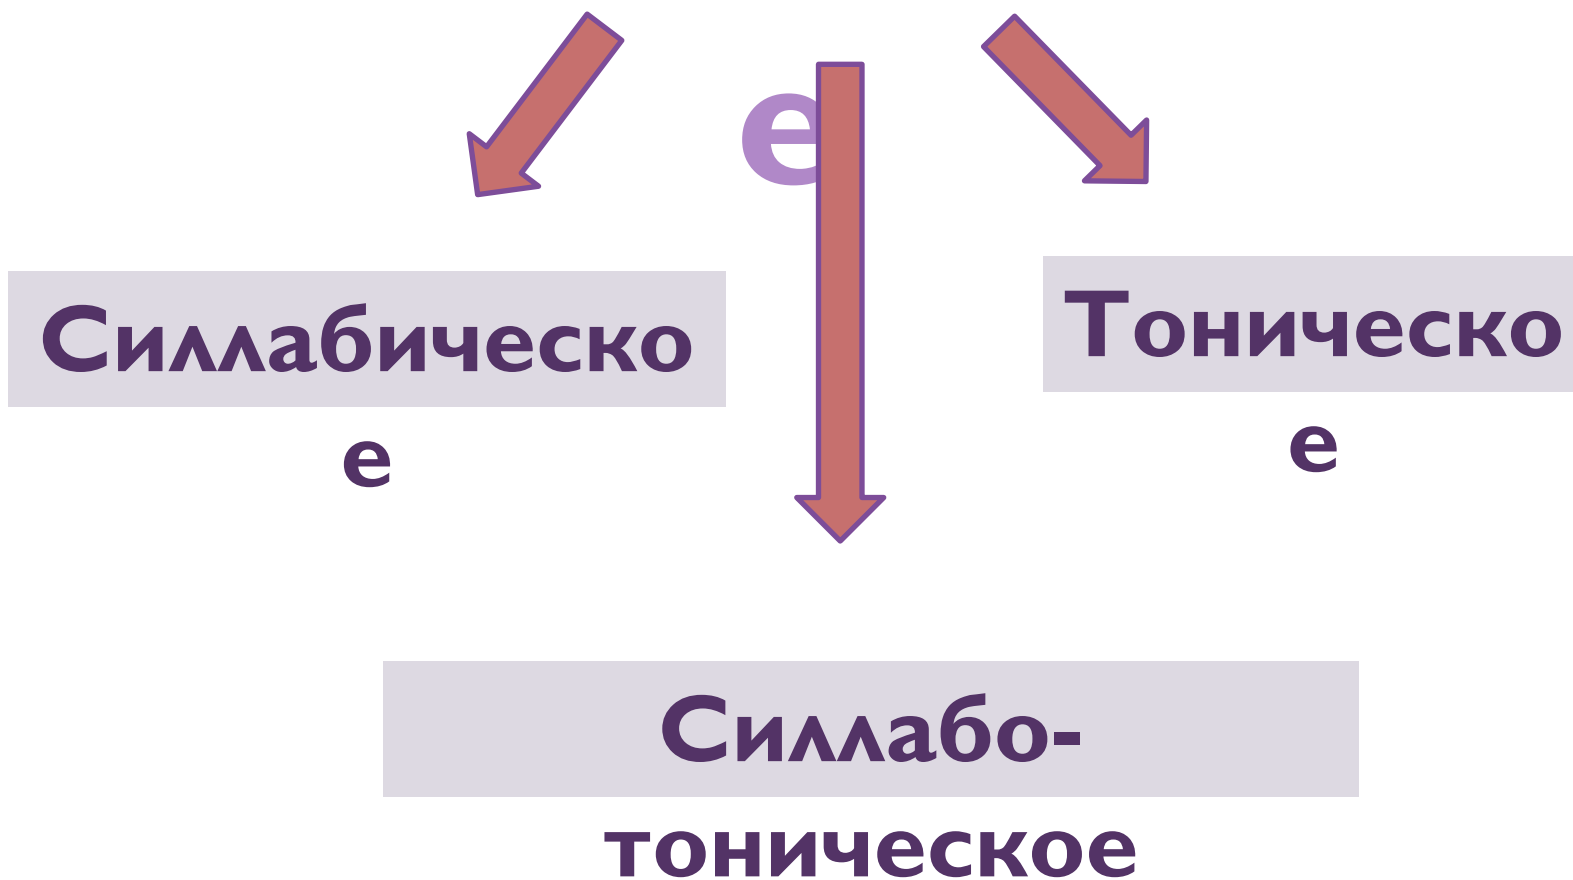 е
Силлабическо
е
Тоническо
е
Силлабо-
тоническое